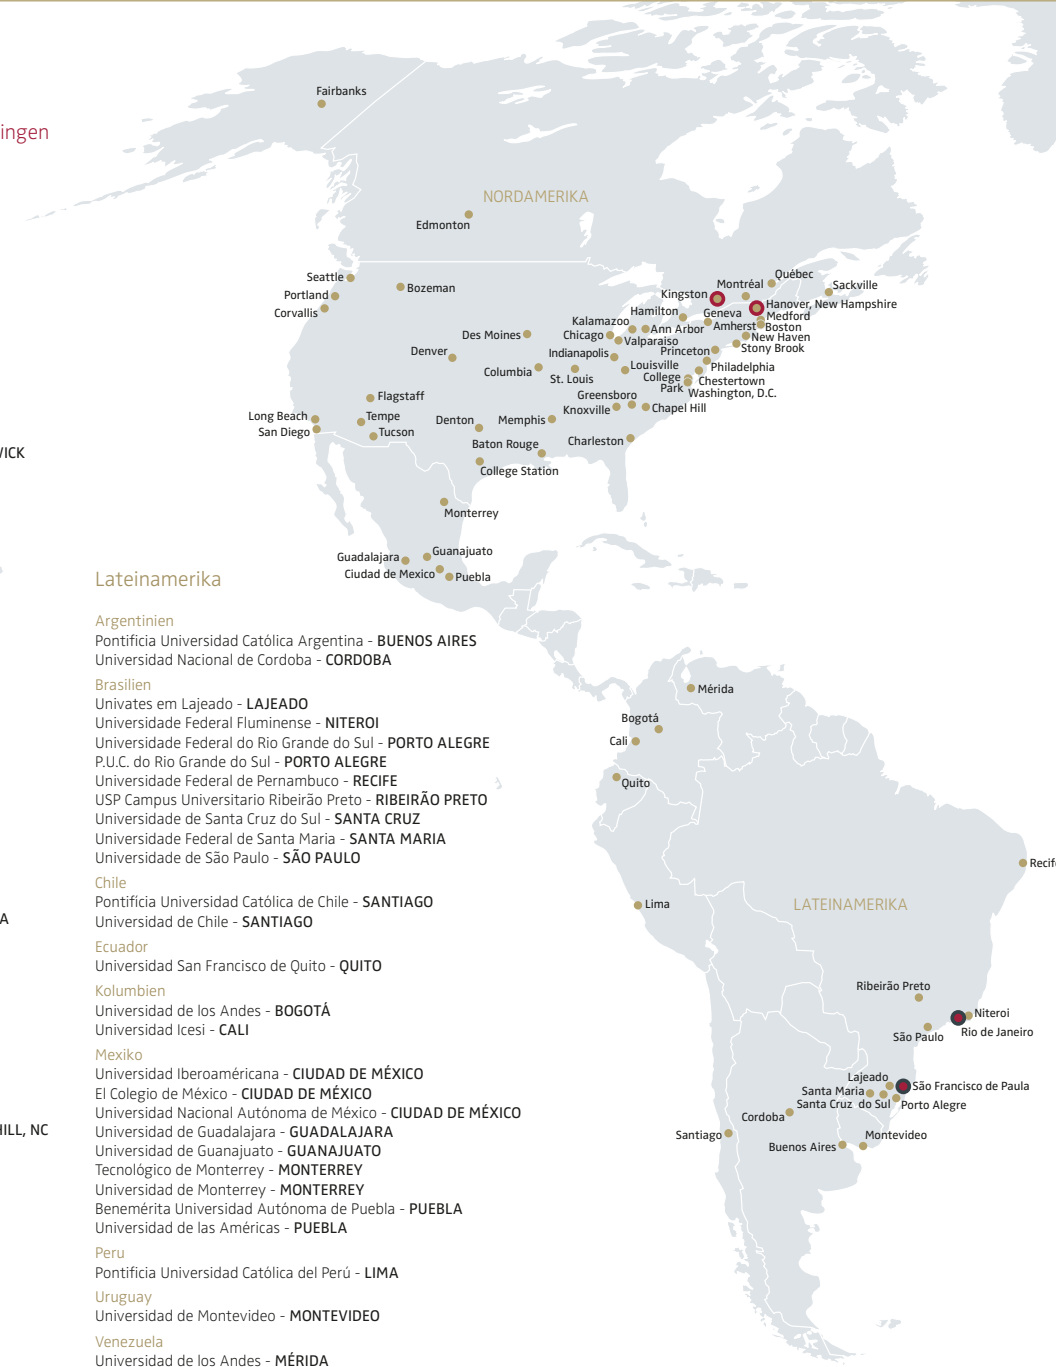 Fairbanks
ingen
NORDAMERIKA
Edmonton
Seattle
Bozeman
Portland
Corvallis
Québec
Montréal
Sackville
Kingston
Hanover, New Hampshire
Hamilton
Geneva
Medford
Kalamazoo
Ann Arbor
Amherst
Boston
Des Moines
Chicago
Valparaiso
New Haven
Denver
Indianapolis
Princeton
Stony Brook
Columbia
St. Louis
Louisville
Philadelphia
College
Park
Chestertown
Washington, D.C.
Flagstaff
Greensboro
Long Beach
Tempe
Denton
Memphis
Knoxville
Chapel Hill
San Diego
Tucson
Baton Rouge
Charleston
WICK
College Station
Monterrey
Guadalajara
Guanajuato
Ciudad de Mexico
Puebla
Lateinamerika
Argentinien
Pontificia Universidad Católica Argentina - BUENOS AIRES
Universidad Nacional de Cordoba - CORDOBA
Brasilien
Univates em Lajeado - LAJEADO
Universidade Federal Fluminense - NITEROI
Universidade Federal do Rio Grande do Sul - PORTO ALEGRE
P.U.C. do Rio Grande do Sul - PORTO ALEGRE
Universidade Federal de Pernambuco - RECIFE
USP Campus Universitario Ribeirão Preto - RIBEIRÃO PRETO
Universidade de Santa Cruz do Sul - SANTA CRUZ
Universidade Federal de Santa Maria - SANTA MARIA
Universidade de São Paulo - SÃO PAULO
Chile
Pontifícia Universidad Católica de Chile - SANTIAGO
Universidad de Chile - SANTIAGO
Ecuador
Universidad San Francisco de Quito - QUITO
Kolumbien
Universidad de los Andes - BOGOTÁ
Universidad Icesi - CALI
Mexiko
Universidad Iberoaméricana - CIUDAD DE MÉXICO
El Colegio de México - CIUDAD DE MÉXICO
Universidad Nacional Autónoma de México - CIUDAD DE MÉXICO
Universidad de Guadalajara - GUADALAJARA
Universidad de Guanajuato - GUANAJUATO
Tecnológico de Monterrey - MONTERREY
Universidad de Monterrey - MONTERREY
Benemérita Universidad Autónoma de Puebla - PUEBLA
Universidad de las Américas - PUEBLA
Peru
Pontificia Universidad Católica del Perú - LIMA
Uruguay
Universidad de Montevideo - MONTEVIDEO
Venezuela
Universidad de los Andes - MÉRIDA
A
HILL, NC
Mérida
Bogotá
Cali
Quito
Recife
Lima
LATEINAMERIKA
Ribeirão Preto
Niteroi
São Paulo
Rio de Janeiro
Lajeado
São Francisco de Paula
Santa Maria
Santa Cruz do Sul
Porto Alegre
Cordoba
Santiago
Montevideo
Buenos Aires